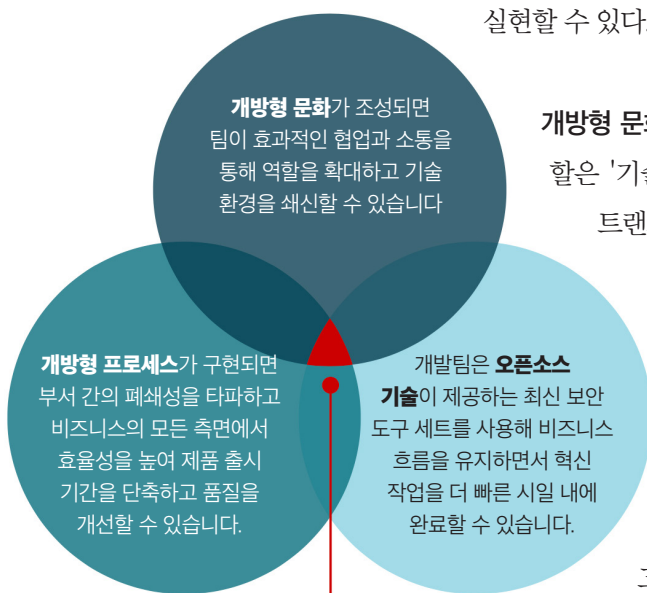 실현할 수 있다.
개방형 문화가 조성되면
팀이 효과적인 협업과 소통을
통해 역할을 확대하고 기술
환경을 쇄신할 수 있습니다
개방형 문화
할은 '기술
트랜
개방형 프로세스가 구현되면
부서 간의 폐쇄성을 타파하고
비즈니스의 모든 측면에서
효율성을 높여 제품 출시
기간을 단축하고 품질을
개선할 수 있습니다.
개발팀은 오픈소스
기술이 제공하는 최신 보안
도구 세트를 사용해 비즈니스
흐름을 유지하면서 혁신
작업을 더 빠른 시일 내에
완료할 수 있습니다.